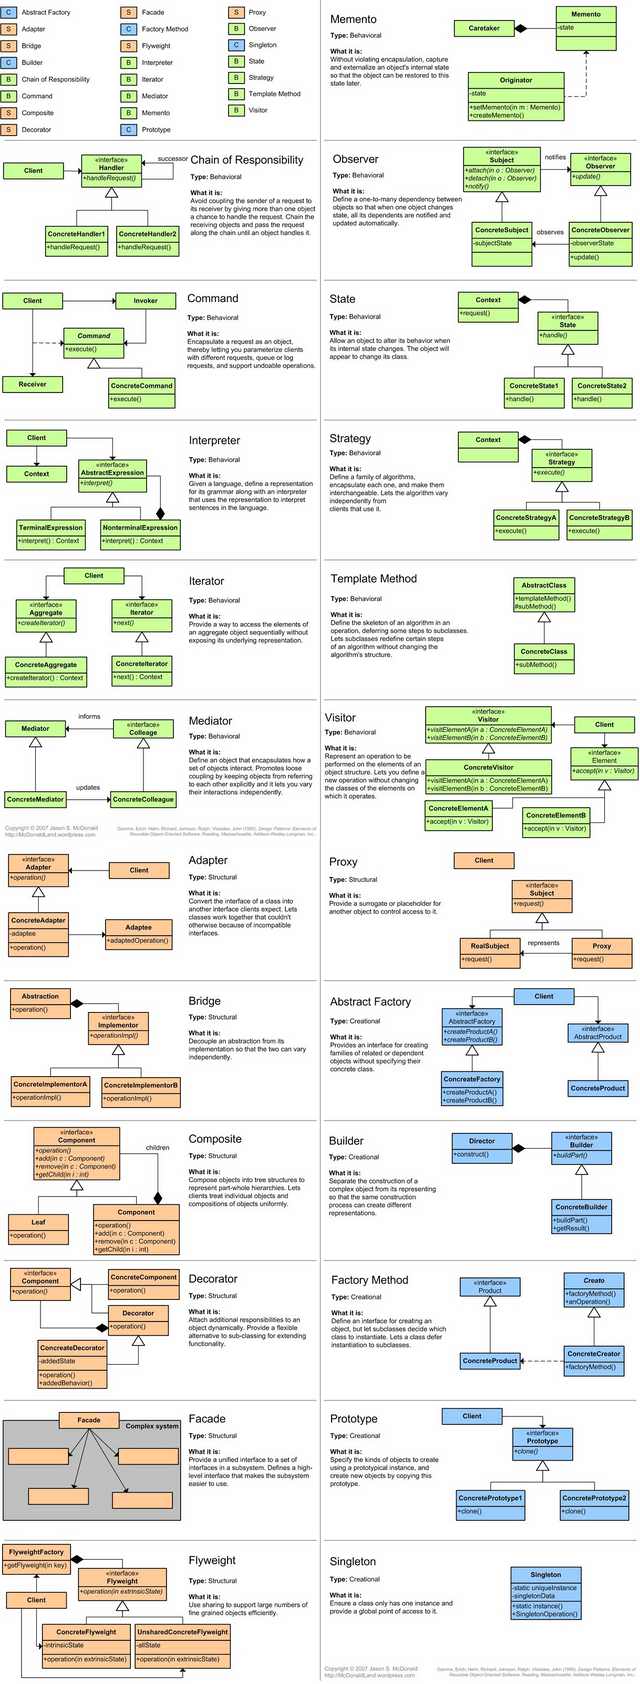 C Abstract Factory
S Adapter
S Bridge
C Builder
B Chain of Responsibility
B Command
S Composite
S Decorator
S Facade
C Factory Method
S Flyweight
B Interpreter
B Iterator
B Mediator
B Memento
C Prototype
S Proxy
B Observer
C Singleton
B State
B Strategy
B Template Method
B Visitor
Memento
Type: Behavioral
What it is:
Without violating encapsulation, capture
and externalize an object's internal state
so that the object can be restored to this
state later.
Caretaker
Memento
-state
Originator
-state
+setMemento(in m : Memento)
+createMemento()
Client
«interface»
Handler
+handleRequest()
successor
ConcreteHandler1
+handleRequest()
ConcreteHandler2
+handleRequest()
Chain of Responsibility
Type: Behavioral
What it is:
Avoid coupling the sender of a request to
its receiver by giving more than one object
a chance to handle the request. Chain the
receiving objects and pass the request
along the chain until an object handles it.
Observer
Type: Behavioral
What it is:
Define a one-to-many dependency between
objects so that when one object changes
state, all its dependents are notified and
updated automatically.
«interface»
Subject
+attach(in o : Observer)
+detach(in o : Observer)
+notify()
notifies
«interface»
Observer
+update()
ConcreteSubject
-subjectState
observes
ConcreteObserver
-observerState
+update()
Client
Invoker
Command
+execute()
Receiver
ConcreteCommand
+execute()
Command
Type: Behavioral
What it is:
Encapsulate a request as an object,
thereby letting you parameterize clients
with different requests, queue or log
requests, and support undoable operations.
State
Type: Behavioral
What it is:
Allow an object to alter its behavior when
its internal state changes. The object will
appear to change its class.
Context
+request()
«interface»
State
+handle()
ConcreteState1
+handle()
ConcreteState2
+handle()
Client
Context
«interface»
AbstractExpression
+interpret()
TerminalExpression
+interpret() : Context
NonterminalExpression
+interpret() : Context
Interpreter
Type: Behavioral
What it is:
Given a language, define a representation
for its grammar along with an interpreter
that uses the representation to interpret
sentences in the language.
Strategy
Type: Behavioral
What it is:
Define a family of algorithms,
encapsulate each one, and make them
interchangeable. Lets the algorithm vary
independently from
clients that use it.
Context
«interface»
Strategy
+execute()
ConcreteStrategyA
+execute()
ConcreteStrategyB
+execute()
Client
«interface»
Aggregate
+createIterator()
«interface»
Iterator
+next()
ConcreteAggregate
+createIterator() : Context
ConcreteIterator
+next() : Context
Iterator
Type: Behavioral
What it is:
Provide a way to access the elements of
an aggregate object sequentially without
exposing its underlying representation.
Template Method
Type: Behavioral
What it is:
Define the skeleton of an algorithm in an
operation, deferring some steps to subclasses.
Lets subclasses redefine certain steps
of an algorithm without changing the
algorithm's structure.
AbstractClass
+templateMethod()
#subMethod()
ConcreteClass
+subMethod()
Mediator
informs
«interface»
Colleage
ConcreteMediator
updates
ConcreteColleague
Mediator
Type: Behavioral
What it is:
Define an object that encapsulates how a
set of objects interact. Promotes loose
coupling by keeping objects from referring
to each other explicitly and it lets you vary
their interactions independently.
Visitor
Type: Behavioral
What it is:
Represent an operation to be
performed on the elements of an
object structure. Lets you define a
new operation without changing
the classes of the elements on
which it operates.
«interface»
Visitor
+visitElementA(in a : ConcreteElementA)
+visitElementB(in b : ConcreteElementB)
Client
ConcreteVisitor
+visitElementA(in a : ConcreteElementA)
+visitElementB(in b : ConcreteElementB)
«interface»
Element
+accept(in v : Visitor)
ConcreteElementA
+accept(in v : Visitor)
ConcreteElementB
+accept(in v : Visitor)
Copyright © 2007 Jason S. McDonald
http://McDonaldLand.wordpress.com
Gamma, Erich; Helm, Richard; Johnson, Ralph; Vlissides, John (1995). Design Patterns: Elements of
Reusable Object-Oriented Software. Reading, Massachusetts: Addison Wesley Longman, Inc.
«interface»
Adapter
+operation()
Client
ConcreteAdapter
-adaptee
+operation()
Adaptee
+adaptedOperation()
Adapter
Type: Structural
What it is:
Convert the interface of a class into
another interface clients expect. Lets
classes work together that couldn't
otherwise because of incompatible
interfaces.
Proxy
Type: Structural
What it is:
Provide a surrogate or placeholder for
another object to control access to it.
Client
«interface»
Subject
+request()
RealSubject
+request()
represents
Proxy
+request()
Abstraction
+operation()
«interface»
Implementor
+operationImpl()
ConcreteImplementorA
+operationImpl()
ConcreteImplementorB
+operationImpl()
Bridge
Type: Structural
What it is:
Decouple an abstraction from its
implementation so that the two can vary
independently.
Abstract Factory
Type: Creational
What it is:
Provides an interface for creating
families of related or dependent
objects without specifying their
concrete class.
Client
«interface»
AbstractFactory
+createProductA()
+createProductB()
«interface»
AbstractProduct
ConcreateFactory
+createProductA()
+createProductB()
ConcreteProduct
«interface»
Component
+operation()
+add(in c : Component)
+remove(in c : Component)
+getChild(in i : int)
children
Leaf
+operation()
Component
+operation()
+add(in c : Component)
+remove(in c : Component)
+getChild(in i : int)
Composite
Type: Structural
What it is:
Compose objects into tree structures to
represent part-whole hierarchies. Lets
clients treat individual objects and
compositions of objects uniformly.
Builder
Type: Creational
What it is:
Separate the construction of a
complex object from its representing
so that the same construction
process can create different
representations.
Director
+construct()
«interface»
Builder
+buildPart()
ConcreteBuilder
+buildPart()
+getResult()
«interface»
Component
+operation()
ConcreteComponent
+operation()
Decorator
+operation()
ConcreateDecorator
-addedState
+operation()
+addedBehavior()
Decorator
Type: Structural
What it is:
Attach additional responsibilities to an
object dynamically. Provide a flexible
alternative to sub-classing for extending
functionality.
Factory Method
Type: Creational
What it is:
Define an interface for creating an
object, but let subclasses decide which
class to instantiate. Lets a class defer
instantiation to subclasses.
«interface»
Product
Creato
+factoryMethod()
+anOperation()
ConcreteProduct
ConcreteCreator
+factoryMethod()
Facade
Complex system
Facade
Type: Structural
What it is:
Provide a unified interface to a set of
interfaces in a subsystem. Defines a high-
level interface that makes the subsystem
easier to use.
Prototype
Type: Creational
What it is:
Specify the kinds of objects to create
using a prototypical instance, and
create new objects by copying this
prototype.
Client
«interface»
Prototype
+clone()
ConcretePrototype1
+clone()
ConcretePrototype2
+clone()
FlyweightFactory
+getFlyweight(in key)
«interface»
Flyweight
+operation(in extrinsicState)
Client
ConcreteFlyweight
-intrinsicState
+operation(in extrinsicState)
UnsharedConcreteFlyweight
-allState
+operation(in extrinsicState)
Flyweight
Type: Structural
What it is:
Use sharing to support large numbers of
fine grained objects efficiently.
Singleton
Type: Creational
What it is:
Ensure a class only has one instance and
provide a global point of access to it.
Singleton
-static uniqueInstance
-singletonData
+static instance()
+SingletonOperation()
Copyright © 2007 Jason S. McDonald
http://McDonaldLand.wordpress.com
Gamma, Erich; Helm, Richard; Johnson, Ralph; Vlissides, John (1995). Design Patterns: Elements of
Reusable Object-Oriented Software. Reading, Massachusetts: Addison Wesley Longman, Inc.